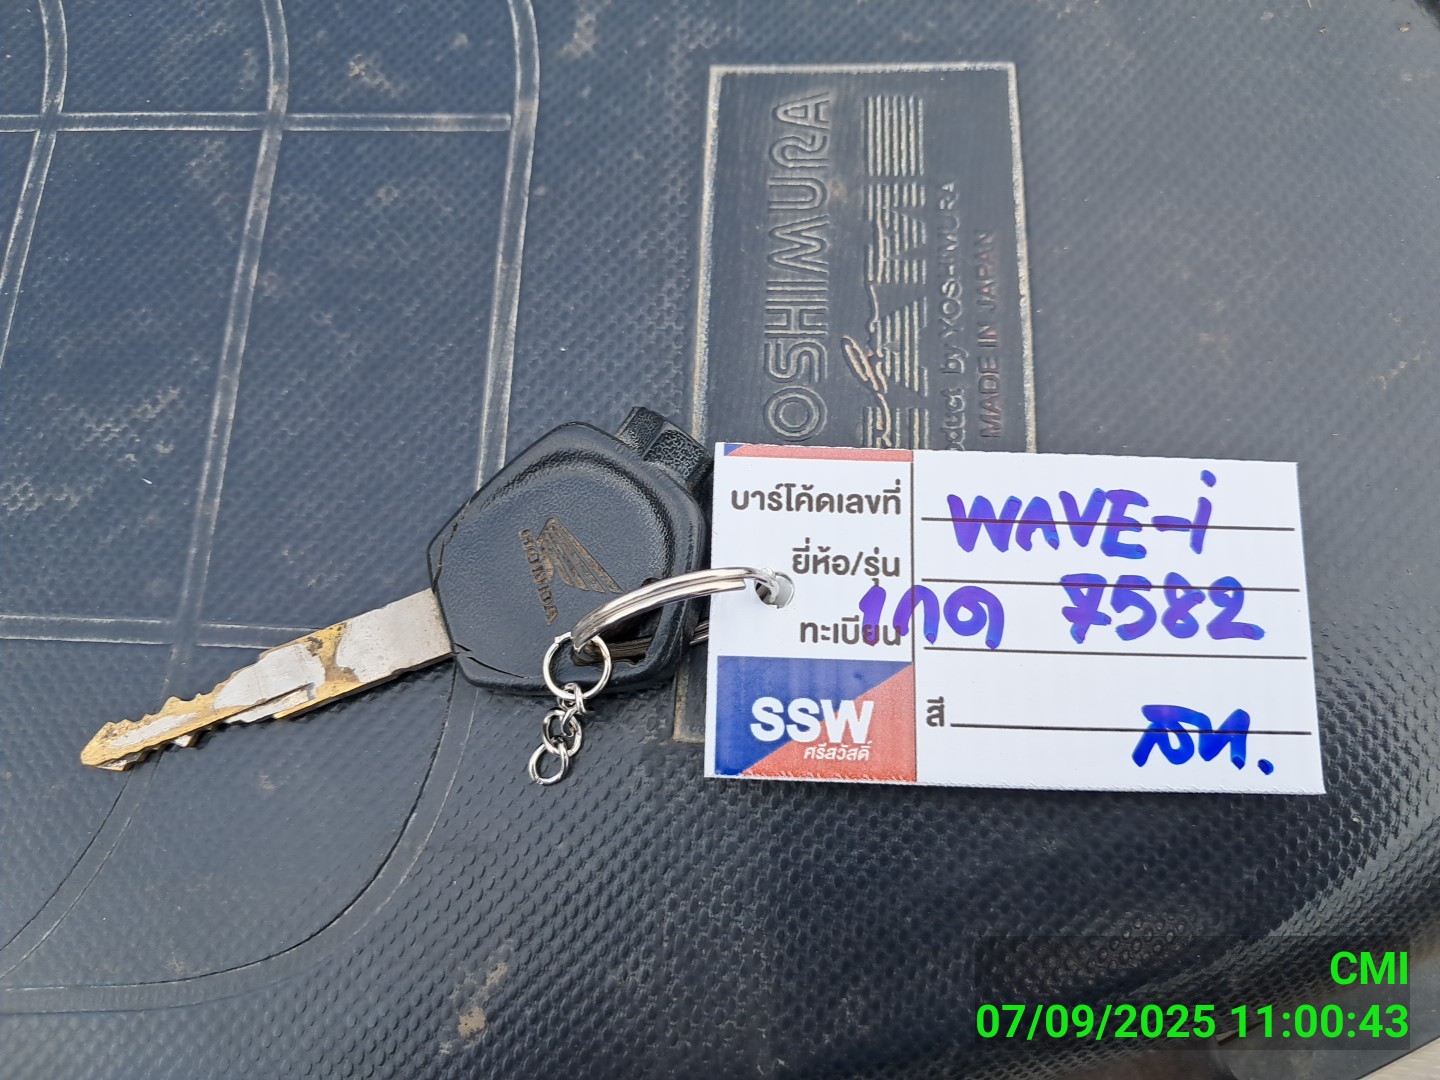 YOSHIMURA
Product by YOSHIMURA
MADE IN JAPAN
HONDA
บาร์โค้ดเลขที่
WAVE-i
ยี่ห้อ/รุ่น
ทะเบียน
1กด 7582
สี
SSW
ศรีสวัสดิ์
CMI
07/09/2025 11:00:43